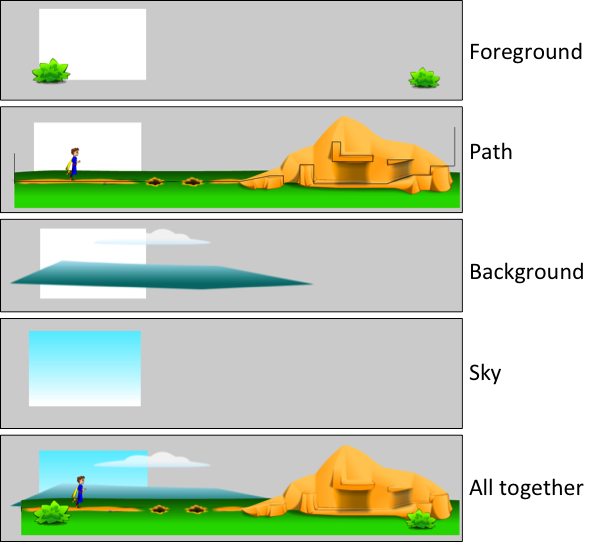 Foreground
Path
Background
Sky
All together